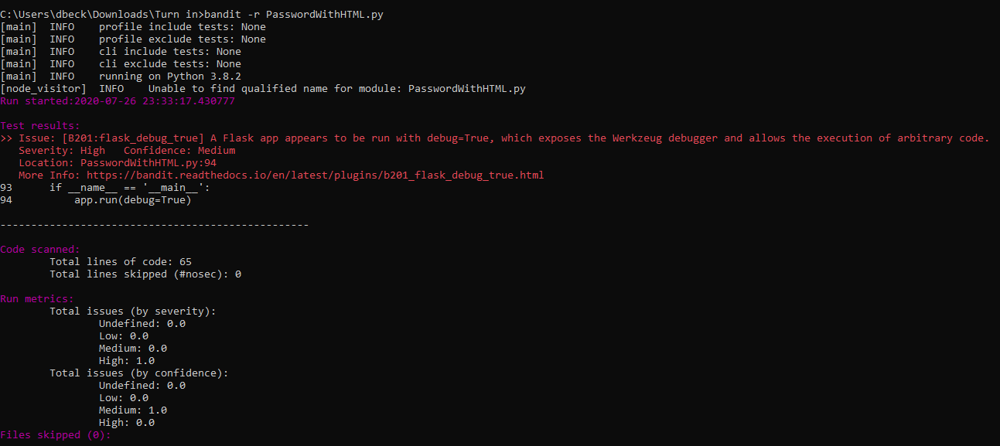 C:\Users\dbeck\Downloads\Turn in>bandit -r PasswordWithHTML.py
[main]  INFO    profile include tests: None
[main]  INFO    profile exclude tests: None
[main]  INFO    cli include tests: None
[main]  INFO    cli exclude tests: None
[main]  INFO    running on Python 3.8.2
[node_visitor]  INFO    Unable to find qualified name for module: PasswordWithHTML.py
Run started:2020-07-26 23:33:17.430777
Test results:
>> Issue: [B201:flask_debug_true] A Flask app appears to be run with debug=True, which exposes the Werkzeug debugger and allows the execution of arbitrary code.
   Severity: High   Confidence: Medium
   Location: PasswordWithHTML.py:94
   More Info: https://bandit.readthedocs.io/en/latest/plugins/b201_flask_debug_true.html
93      if __name__ == '__main__':
94          app.run(debug=True)
--------------------------------------------------
Code scanned:
        Total lines of code: 65
        Total lines skipped (#nosec): 0
Run metrics:
        Total issues (by severity):
                Undefined: 0.0
                Low: 0.0
                Medium: 0.0
                High: 1.0
        Total issues (by confidence):
                Undefined: 0.0
                Low: 0.0
                Medium: 1.0
                High: 0.0
Files skipped (0):